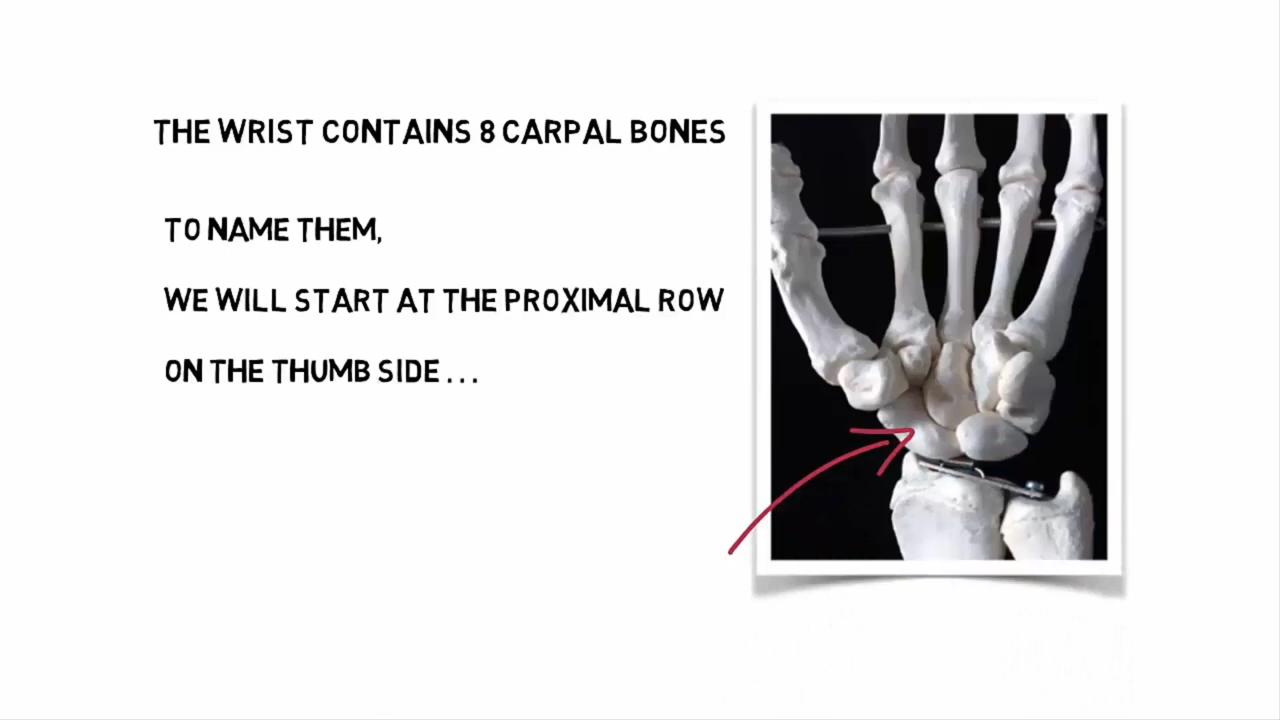 THE WRIST CONTAINS 8 CARPAL BONES
TO NAME THEM,
WE WILL START AT THE PROXIMAL ROW
ON THE THUMB SIDE . . .